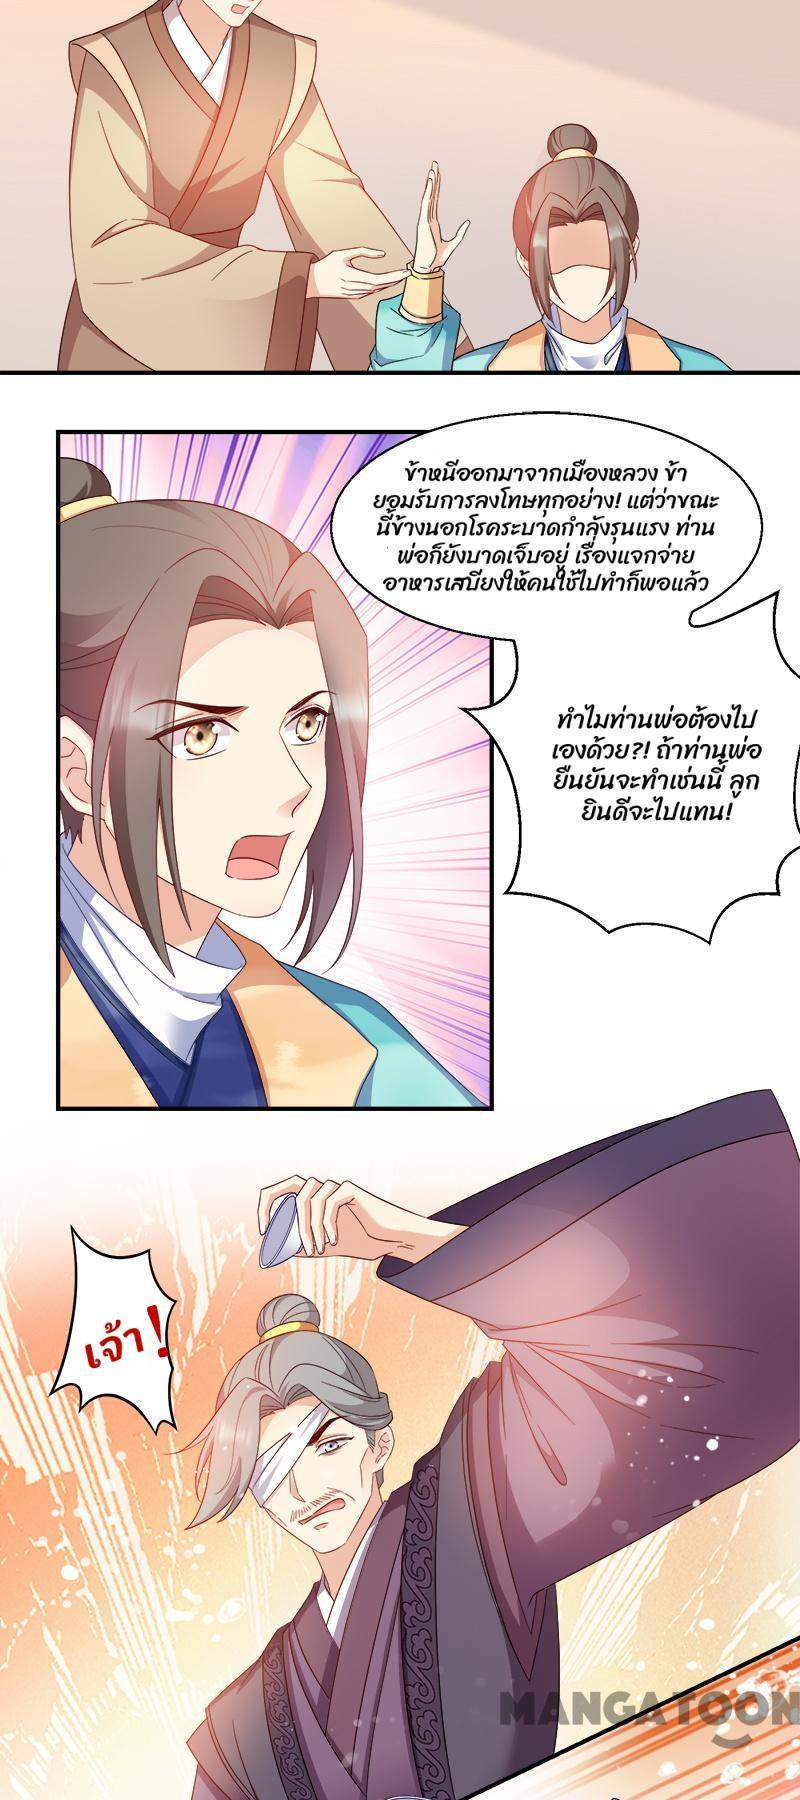 ข้าหนีออกมาจากเมืองหลวง ข้า
ยอมรับการลงโทษทุกอย่าง! แต่ว่าขณะ
นี้ข้างนอกโรคระบาดกำลังรุนแรง ท่าน
พ่อก็ยังบาดเจ็บอยู่ เรื่องแจกจ่าย
อาหารเสบียงให้คนใช้ไปทำก็พอแล้ว
ทำไมท่านพ่อต้องไป
เองด้วย?! ถ้าท่านพ่อ
ยืนยันจะทำเช่นนี้ ลูก
ยินดีจะไปแทน!
เจ้า!
MANGATOON